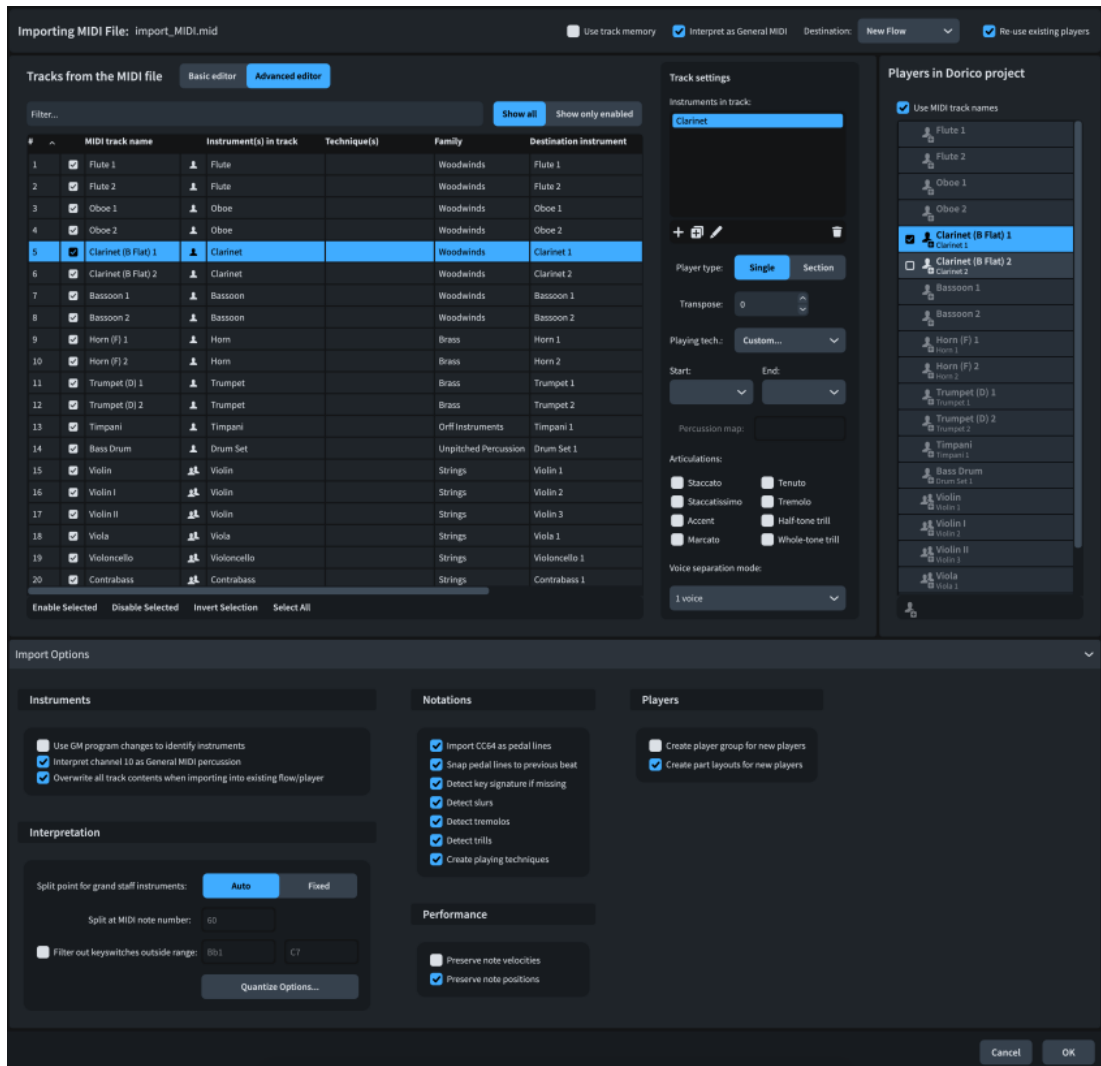 Importing MIDI File: import_MIDI.mid
Use track memory
Interpret as General MIDI
Destination:
New Flow
Re-use existing players
Tracks from the MIDI file
Basic editor
Advanced editor
Filter...
Show all
Show only enabled
# MIDI track name Instrument(s) in track Technique(s) Family Destination instrument
1 Flute 1 Flute Woodwinds Flute 1
2 Flute 2 Flute Woodwinds Flute 2
3 Oboe 1 Oboe Woodwinds Oboe 1
4 Oboe 2 Oboe Woodwinds Oboe 2
5 Clarinet (B Flat) 1 Clarinet Woodwinds Clarinet 1
6 Clarinet (B Flat) 2 Clarinet Woodwinds Clarinet 2
7 Bassoon 1 Bassoon Woodwinds Bassoon 1
8 Bassoon 2 Bassoon Woodwinds Bassoon 2
9 Horn (F) 1 Horn Brass Horn 1
10 Horn (F) 2 Horn Brass Horn 2
11 Trumpet (D) 1 Trumpet Brass Trumpet 1
12 Trumpet (D) 2 Trumpet Brass Trumpet 2
13 Timpani Timpani Orff Instruments Timpani 1
14 Bass Drum Drum Set Unpitched Percussion Drum Set 1
15 Violin Violin Strings Violin 1
16 Violin I Violin Strings Violin 2
17 Violin II Violin Strings Violin 3
18 Viola Viola Strings Viola 1
19 Violoncello Violoncello Strings Violoncello 1
20 Contrabass Contrabass Strings Contrabass 1
Enable Selected Disable Selected Invert Selection Select All
Track settings
Instruments in track:
Clarinet
Player type: Single Section
Transpose: 0
Playing tech.: Custom...
Start: End:
Percussion map:
Articulations:
Staccato Tenuto
Staccatissimo Tremolo
Accent Half-tone trill
Marcato Whole-tone trill
Voice separation mode:
1 voice
Players in Dorico project
Use MIDI track names
Flute 1
Flute 2
Oboe 1
Oboe 2
Clarinet (B Flat) 1
Clarinet 1
Clarinet (B Flat) 2
Clarinet 2
Bassoon 1
Bassoon 2
Horn (F) 1
Horn 1
Horn (F) 2
Horn 2
Trumpet (D) 1
Trumpet 1
Trumpet (D) 2
Trumpet 2
Timpani
Timpani 1
Bass Drum
Drum Set 1
Violin
Violin 1
Violin I
Violin 2
Violin II
Violin 3
Viola
Viola 1
Import Options
Instruments
Use GM program changes to identify instruments
Interpret channel 10 as General MIDI percussion
Overwrite all track contents when importing into existing flow/player
Interpretation
Split point for grand staff instruments: Auto Fixed
Split at MIDI note number: 60
Filter out keyswitches outside range: Bb1 C7
Quantize Options...
Notations
Import CC64 as pedal lines
Snap pedal lines to previous beat
Detect key signature if missing
Detect slurs
Detect tremolos
Detect trills
Create playing techniques
Performance
Preserve note velocities
Preserve note positions
Players
Create player group for new players
Create part layouts for new players
Cancel
OK